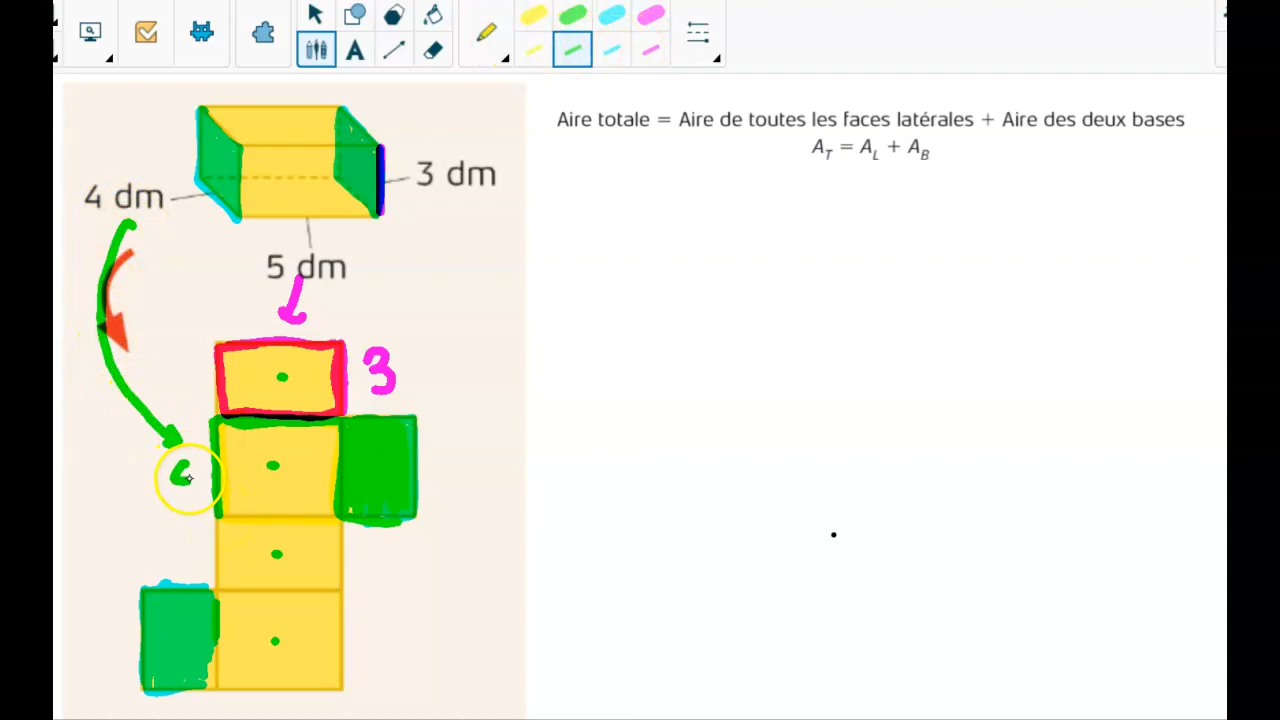 Aire totale = Aire de toutes les faces latérales + Aire des deux bases
A_T = A_L + A_B
3 dm
4 dm
5 dm
3